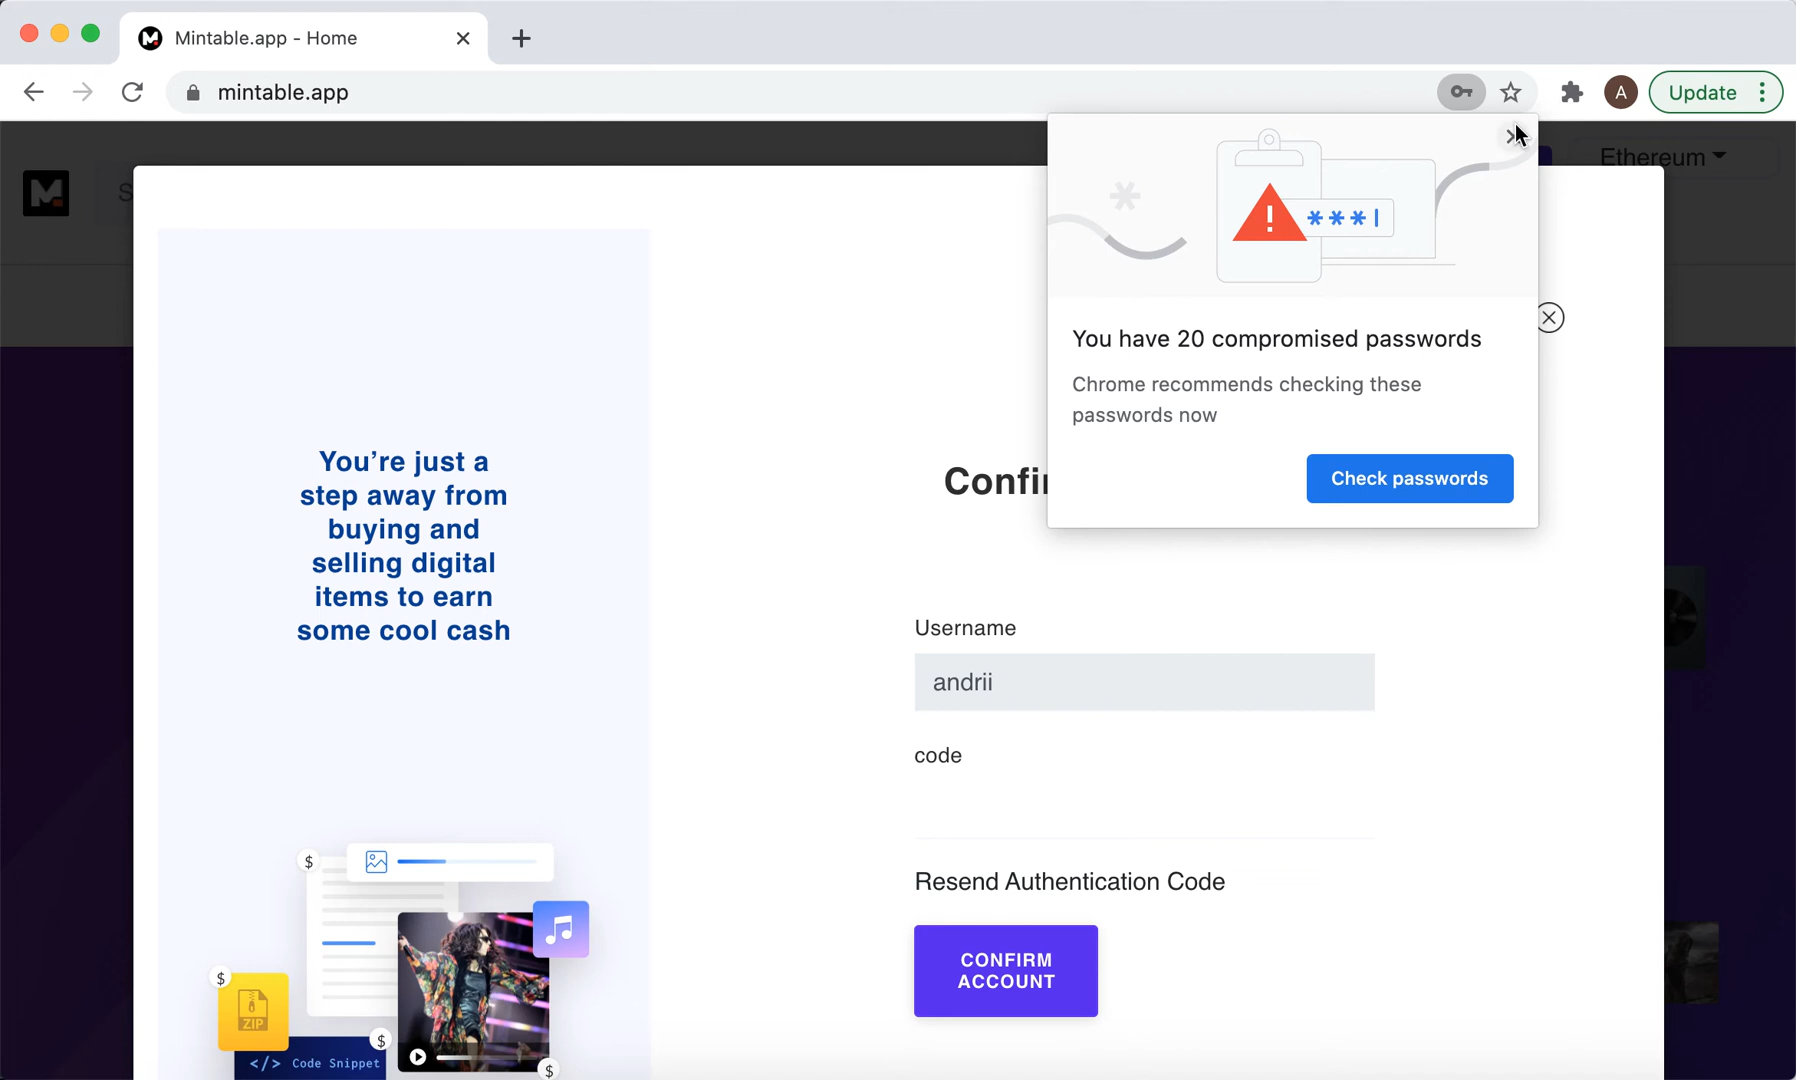 Mintable.app - Home
mintable.app
A
Update
Ethereum
M
S
***
You have 20 compromised passwords
Chrome recommends checking these
passwords now
Check passwords
You're just a
step away from
buying and
selling digital
items to earn
some cool cash
Confi
Username
andrii
code
Resend Authentication Code
CONFIRM
ACCOUNT
$
$
ZIP
$
</> Code Snippet
$